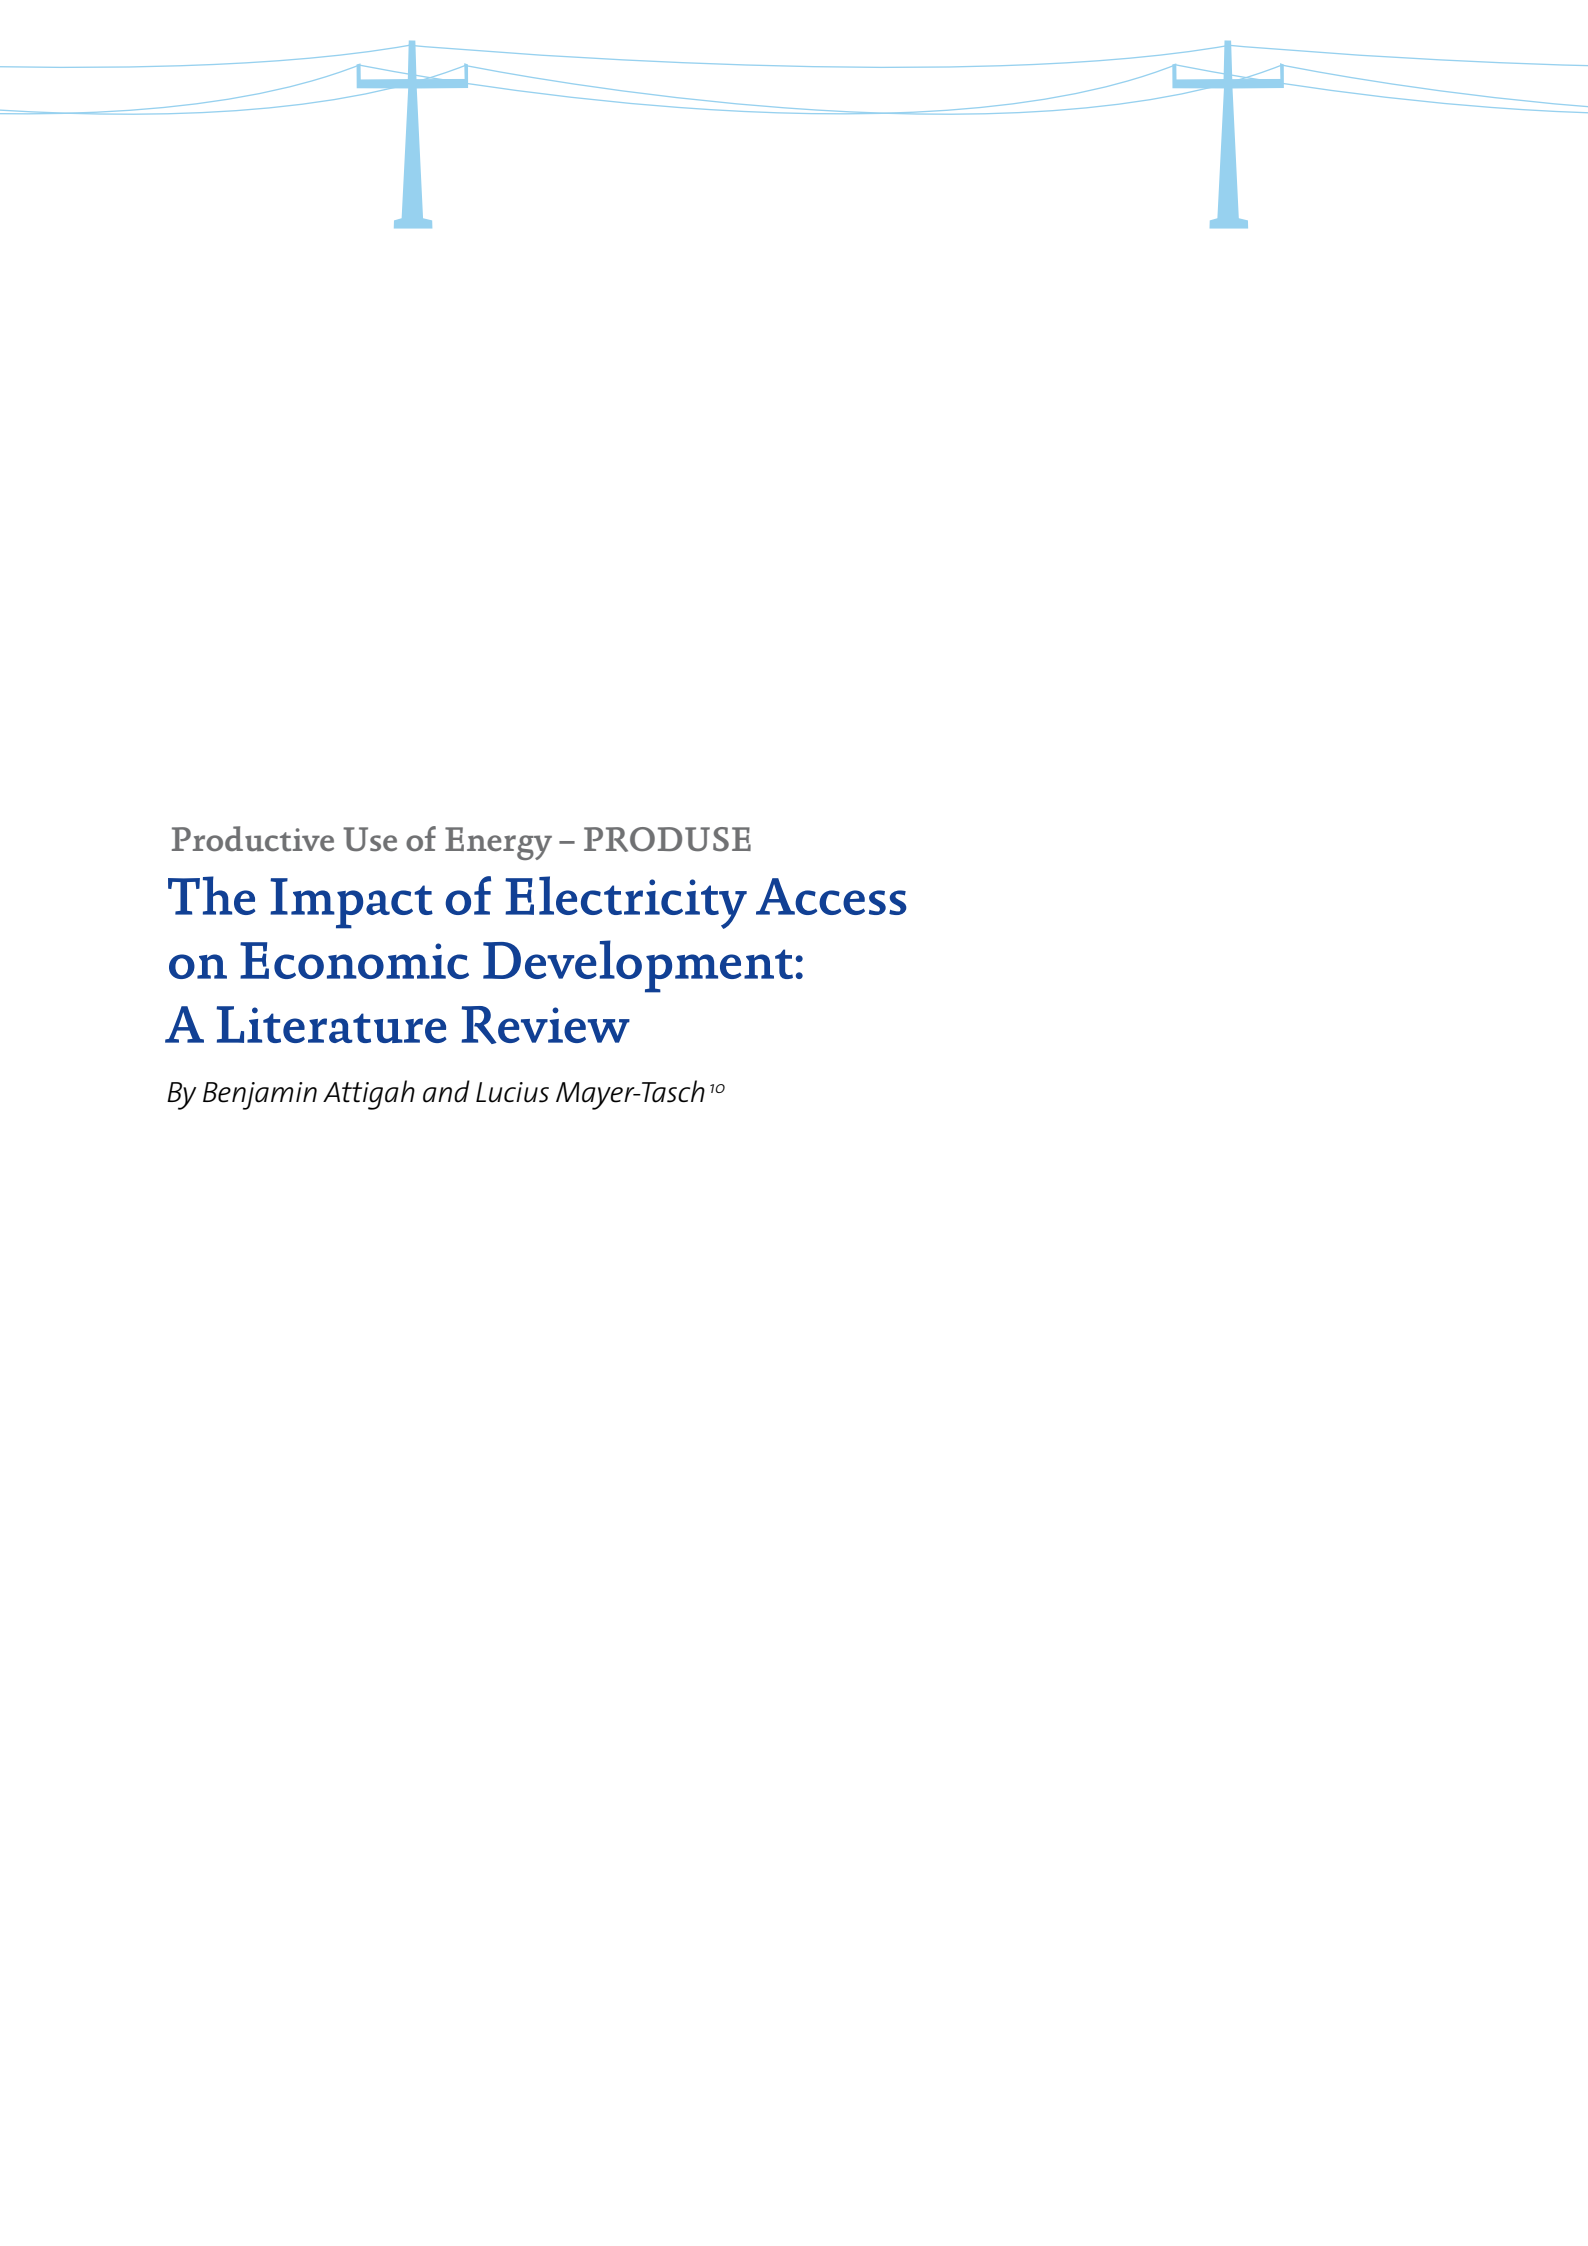 Productive Use of Energy – PRODUSE
The Impact of Electricity Access
on Economic Development:
A Literature Review
By Benjamin Attigah and Lucius Mayer-Tasch 10